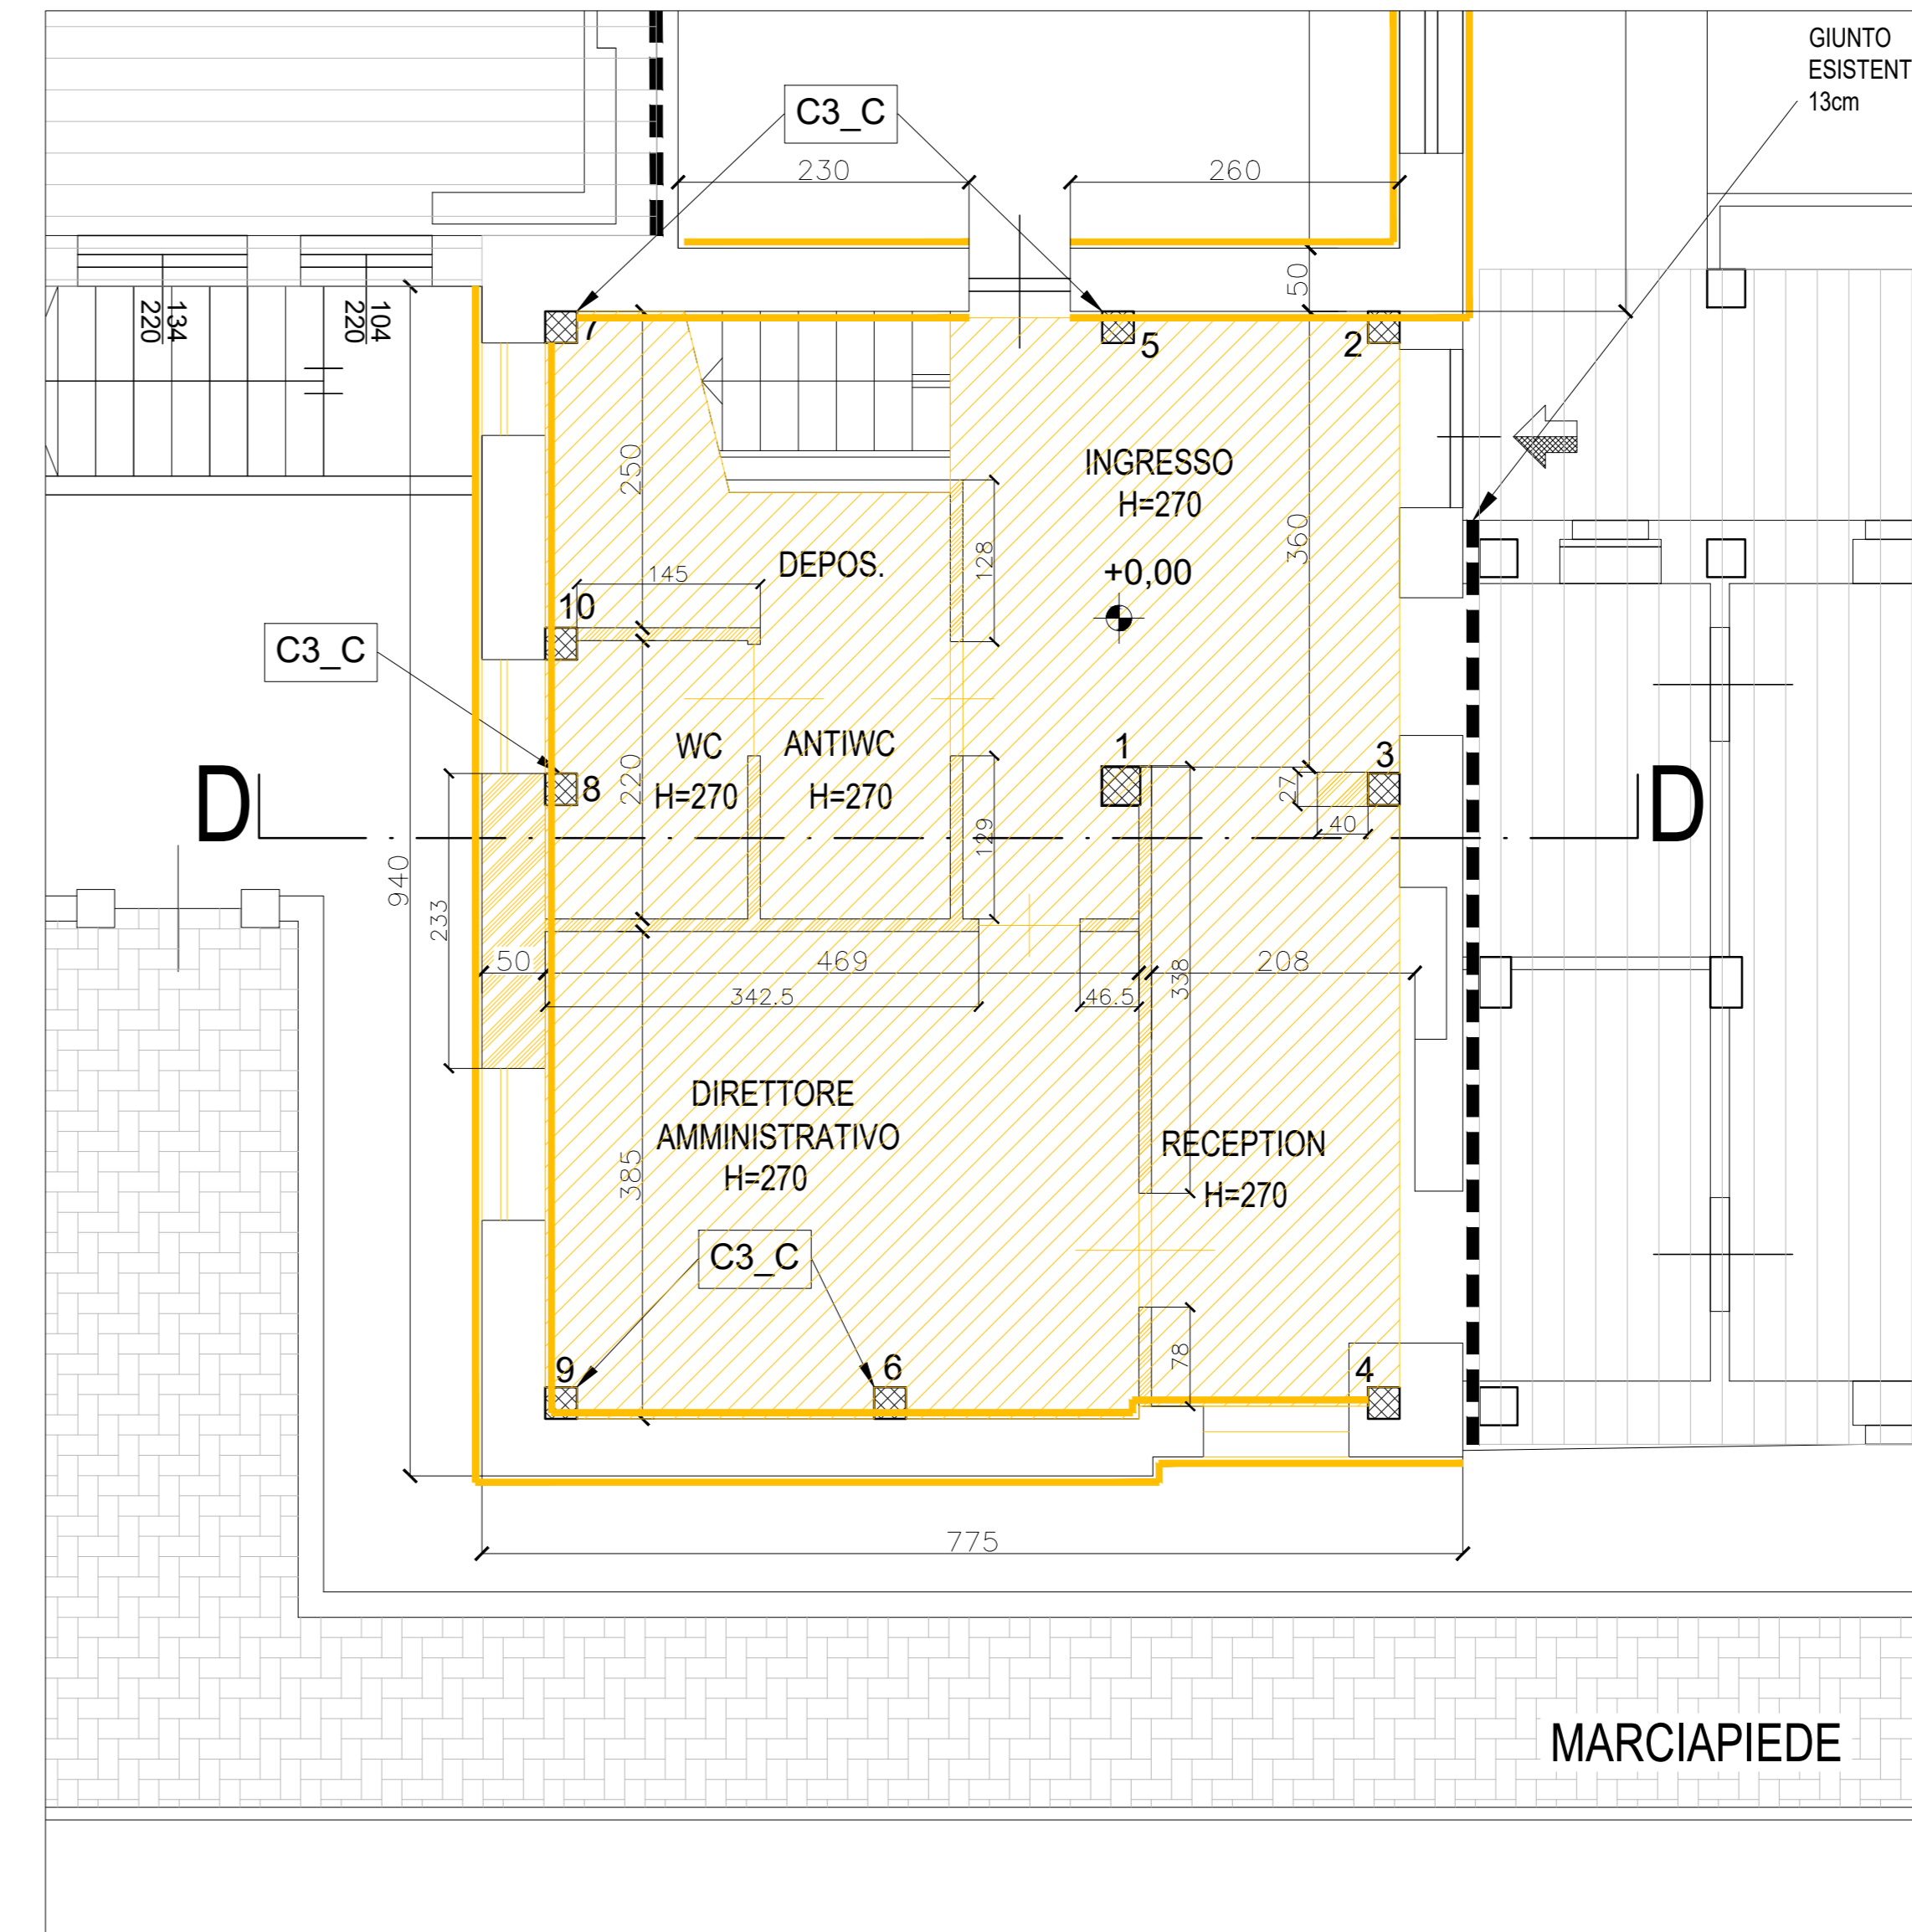 GIUNTO
ESISTENT
13cm
C3_C
230
260
50
134
220
104
220
7
5
2
INGRESSO
H=270
250
360
DEPOS.
128
+0,00
145
10
C3_C
WC
H=270
ANTIWC
H=270
1
3
8
220
27
40
129
D
D
940
233
50
469
208
338
342.5
46.5
DIRETTORE
AMMINISTRATIVO
H=270
RECEPTION
H=270
385
C3_C
78
9
6
4
775
MARCIAPIEDE